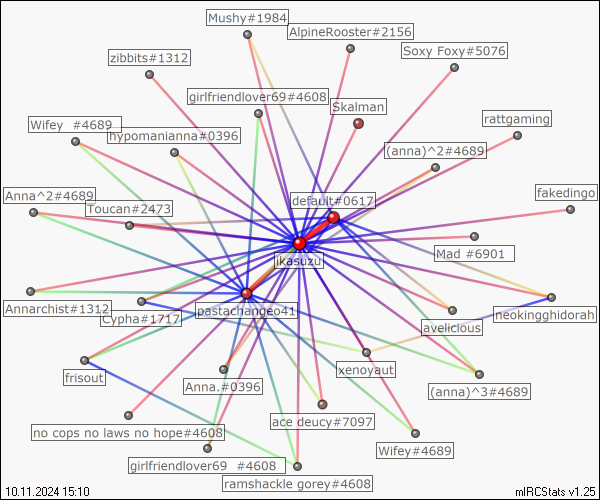 Mushy#1984
AlpineRooster#2156
Soxy Foxy#5076
zibbits#1312
girlfriendlover69#4608
Skalman
rattgaming
Wifey  #4689
hypomanianna#0396
(anna)^2#4689
Anna^2#4689
Toucan#2473
default#0617
fakedingo
ikasuzu
Mad #6901
Annarchist#1312
Cypha#1717
pastachangeo41
avelicious
neokingghidorah
frisout
Anna.#0396
xenoyaut
(anna)^3#4689
no cops no laws no hope#4608
ace deucy#7097
Wifey#4689
girlfriendlover69  #4608
ramshackle gorey#4608
10.11.2024 15:10
mIRCStats v1.25